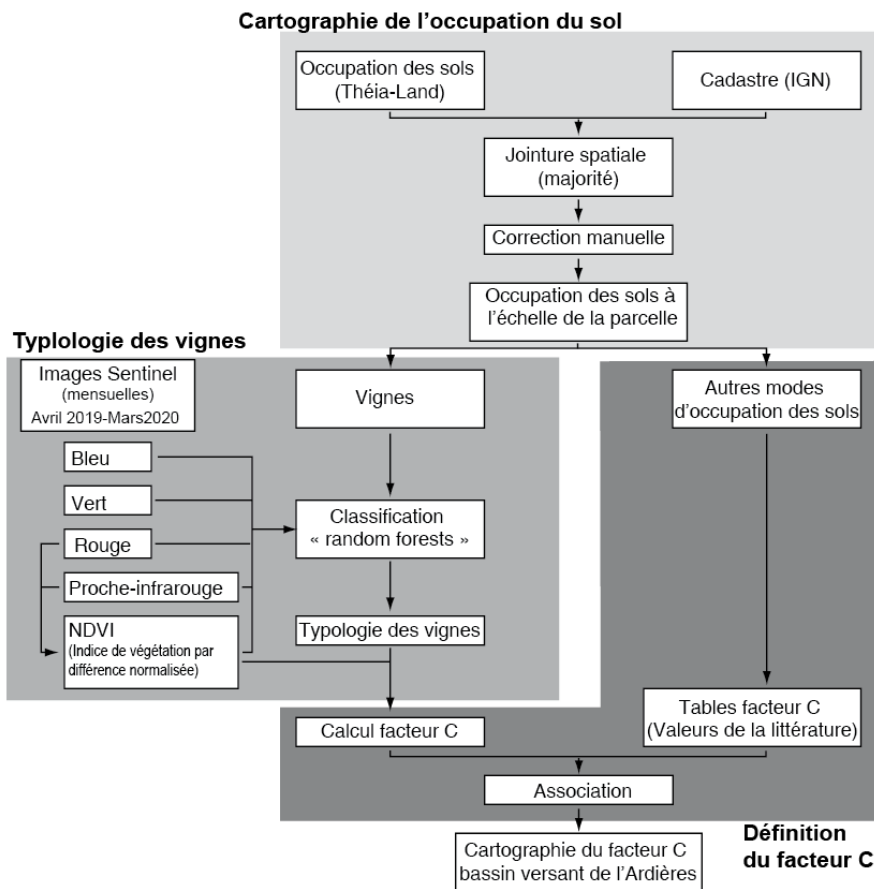 Cartographie de l’occupation du sol
Occupation des sols
(Théia-Land)
Cadastre (IGN)
Jointure spatiale
(majorité)
Correction manuelle
Occupation des sols à
l’échelle de la parcelle
Typlologie des vignes
Images Sentinel
(mensuelles)
Avril 2019-Mars2020
Vignes
Autres modes
d’occupation des sols
Bleu
Vert
Rouge
Proche-infrarouge
NDVI
(Indice de végétation par
différence normalisée)
Classification
« random forests »
Typologie des vignes
Calcul facteur C
Tables facteur C
(Valeurs de la littérature)
Association
Définition
du facteur C
Cartographie du facteur C
bassin versant de l’Ardières